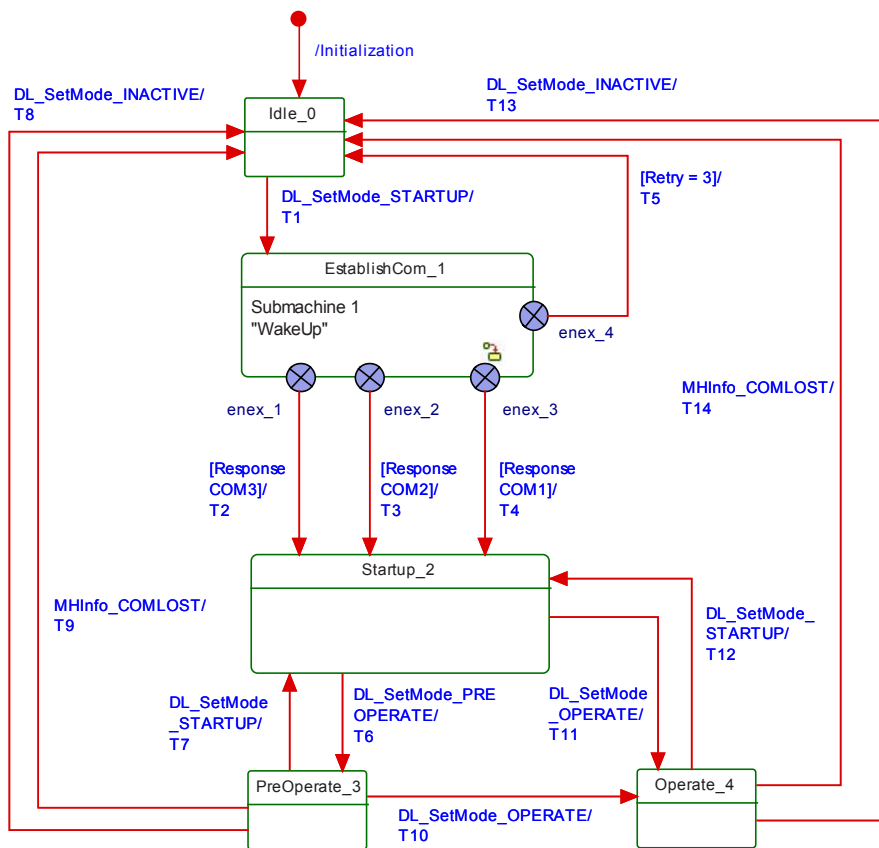 /Initialization
DL_SetMode_INACTIVE/
T8
DL_SetMode_INACTIVE/
T13
Idle_0
DL_SetMode_STARTUP/
T1
[Retry = 3]/
T5
EstablishCom_1
Submachine 1
"WakeUp"
enex_4
enex_1
enex_2
enex_3
MHInfo_COMLOST/
T14
[Response
COM3]/
T2
[Response
COM2]/
T3
[Response
COM1]/
T4
Startup_2
MHInfo_COMLOST/
T9
DL_SetMode_
STARTUP/
T12
DL_SetMode
_STARTUP/
T7
DL_SetMode_PRE
OPERATE/
T6
DL_SetMode
_OPERATE/
T11
PreOperate_3
Operate_4
DL_SetMode_OPERATE/
T10